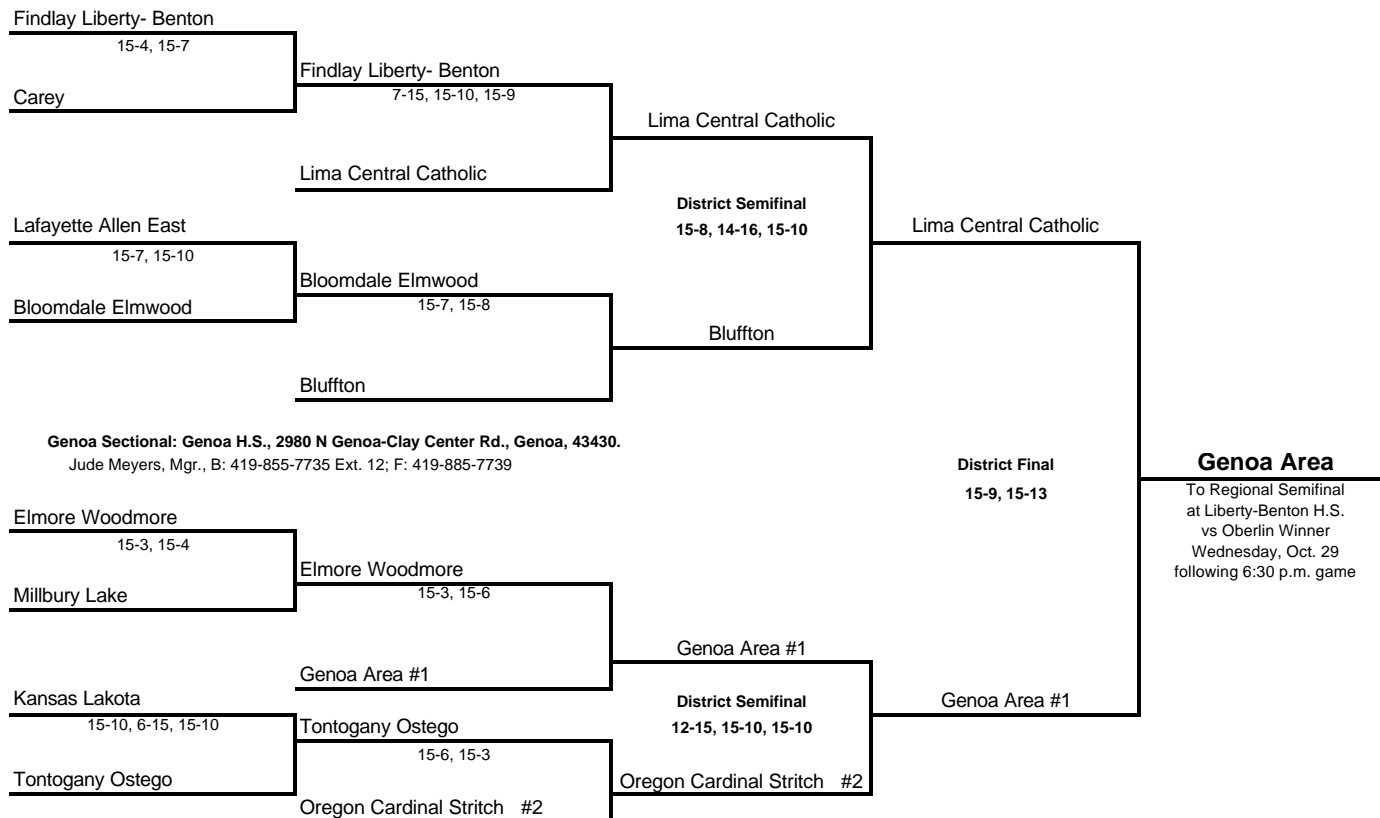 Findlay Liberty- Benton
15-4, 15-7
Findlay Liberty- Benton
Carey
7-15, 15-10, 15-9
Lima Central Catholic
Lima Central Catholic
District Semifinal
15-8, 14-16, 15-10
Lafayette Allen East
Lima Central Catholic
15-7, 15-10
Bloomdale Elmwood
Bloomdale Elmwood
15-7, 15-8
Bluffton
Bluffton
Genoa Sectional: Genoa H.S., 2980 N Genoa-Clay Center Rd., Genoa, 43430.
Jude Meyers, Mgr., B: 419-855-7735 Ext. 12; F: 419-885-7739
District Final
15-9, 15-13
Genoa Area
To Regional Semifinal
at Liberty-Benton H.S.
vs Oberlin Winner
Wednesday, Oct. 29
following 6:30 p.m. game
Elmore Woodmore
15-3, 15-4
Elmore Woodmore
Millbury Lake
15-3, 15-6
Genoa Area #1
Genoa Area #1
Kansas Lakota
District Semifinal
12-15, 15-10, 15-10
Genoa Area #1
15-10, 6-15, 15-10
Tontogany Ostego
15-6, 15-3
Tontogany Ostego
Oregon Cardinal Stritch #2
Oregon Cardinal Stritch #2